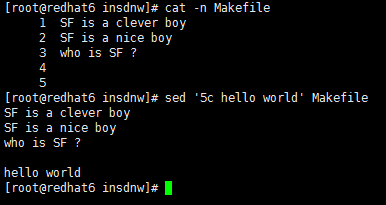 [root@redhat6 insdnw]# cat -n Makefile
1 SF is a clever boy
2 SF is a nice boy
3 who is SF ?
4
5
[root@redhat6 insdnw]# sed '5c hello world' Makefile
SF is a clever boy
SF is a nice boy
who is SF ?

hello world
[root@redhat6 insdnw]#